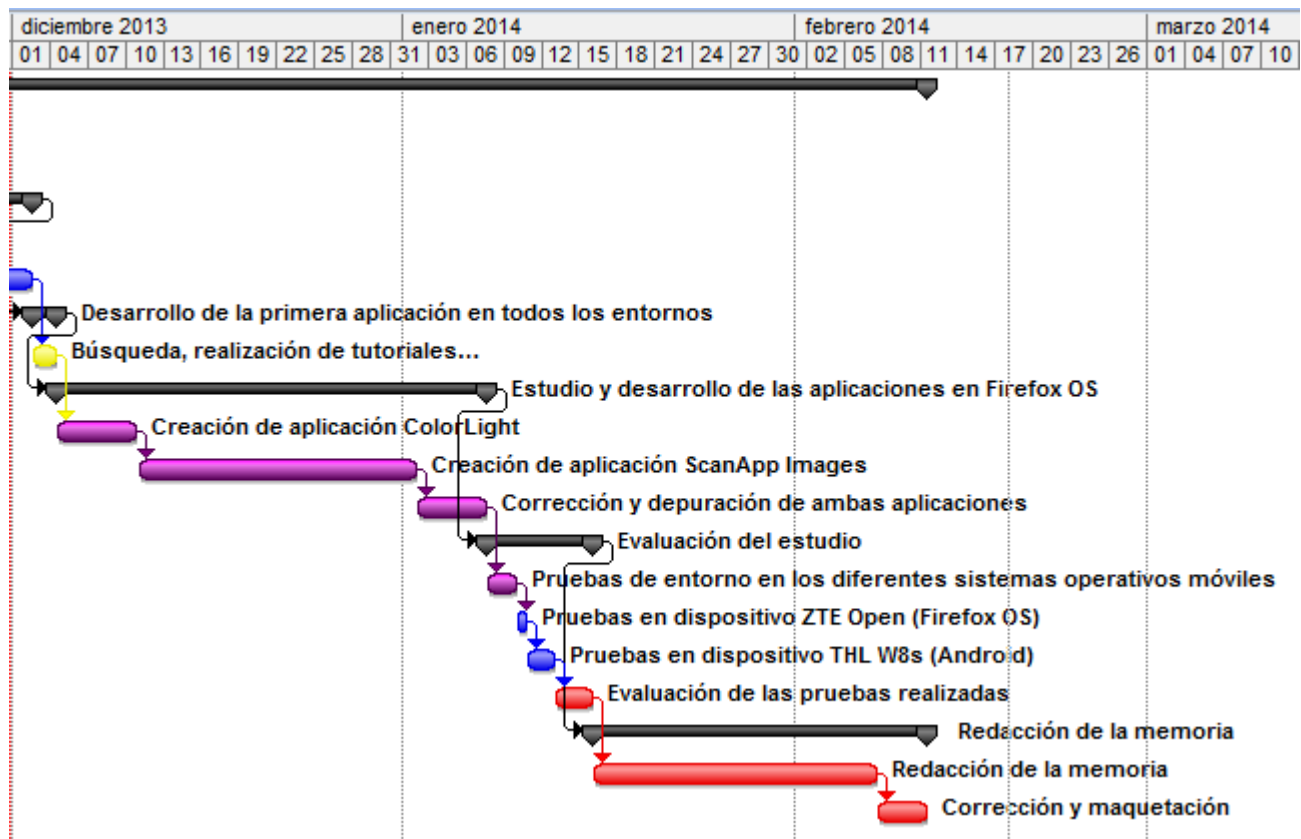 diciembre 2013 enero 2014 febrero 2014 marzo 2014
01 04 07 10 13 16 19 22 25 28 31 03 06 09 12 15 18 21 24 27 30 02 05 08 11 14 17 20 23 26 01 04 07 10
Desarrollo de la primera aplicación en todos los entornos
Búsqueda, realización de tutoriales...
Estudio y desarrollo de las aplicaciones en Firefox OS
Creación de aplicación ColorLight
Creación de aplicación ScanApp Images
Corrección y depuración de ambas aplicaciones
Evaluación del estudio
Pruebas de entorno en los diferentes sistemas operativos móviles
Pruebas en dispositivo ZTE Open (Firefox OS)
Pruebas en dispositivo THL W8s (Android)
Evaluación de las pruebas realizadas
Redacción de la memoria
Redacción de la memoria
Corrección y maquetación